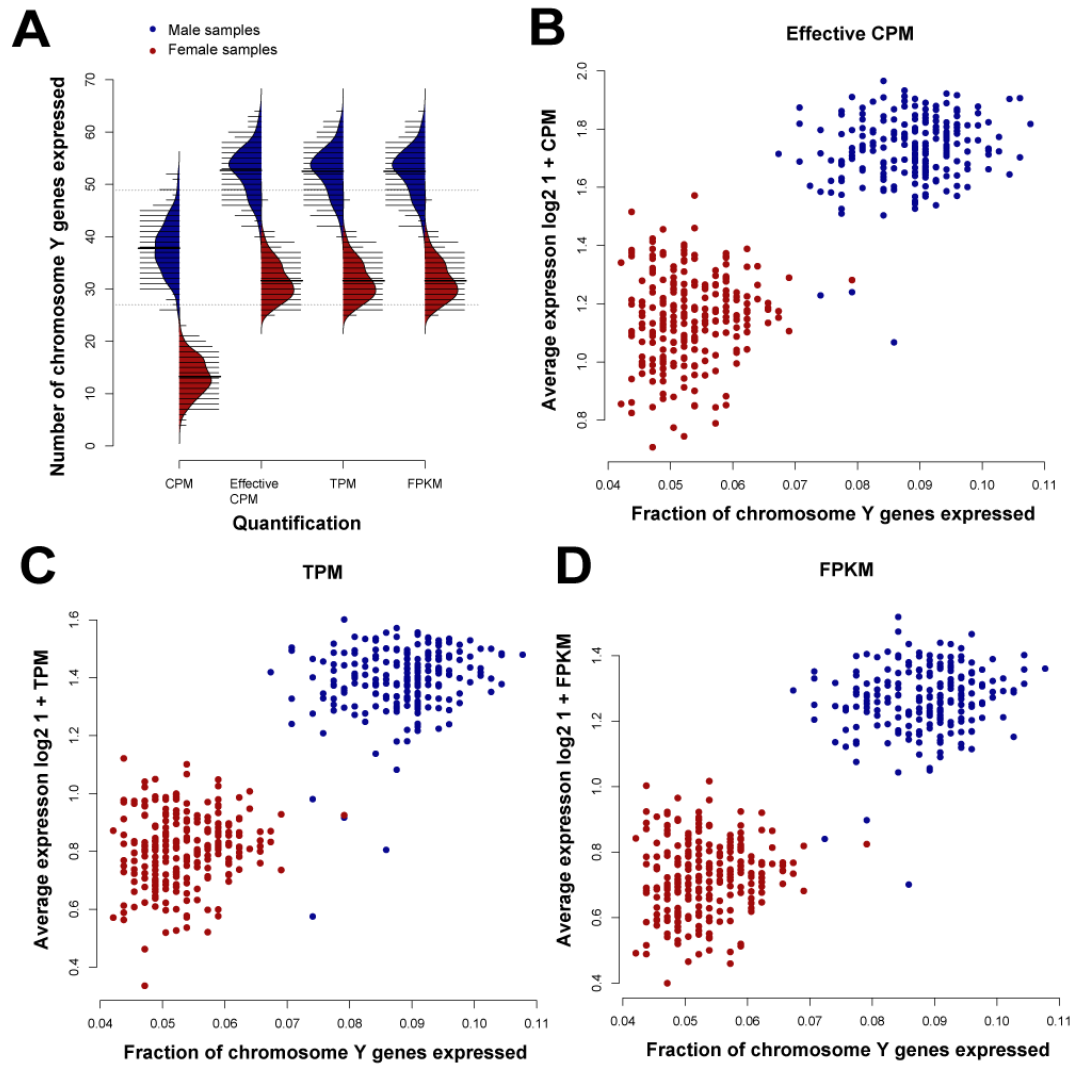 A
Male samples
Female samples
Number of chromosome Y genes expressed
70
60
50
40
30
20
10
0
CPM
Effective CPM
TPM
FPKM
Quantification
B
Effective CPM
Average expresson log2 1 + CPM
2.0
1.8
1.6
1.4
1.2
1.0
0.8
0.04 0.05 0.06 0.07 0.08 0.09 0.10 0.11
Fraction of chromosome Y genes expressed
C
TPM
Average expresson log2 1 + TPM
1.6
1.4
1.2
1.0
0.8
0.6
0.4
0.04 0.05 0.06 0.07 0.08 0.09 0.10 0.11
Fraction of chromosome Y genes expressed
D
FPKM
Average expresson log2 1 + FPKM
1.4
1.2
1.0
0.8
0.6
0.4
0.04 0.05 0.06 0.07 0.08 0.09 0.10 0.11
Fraction of chromosome Y genes expressed